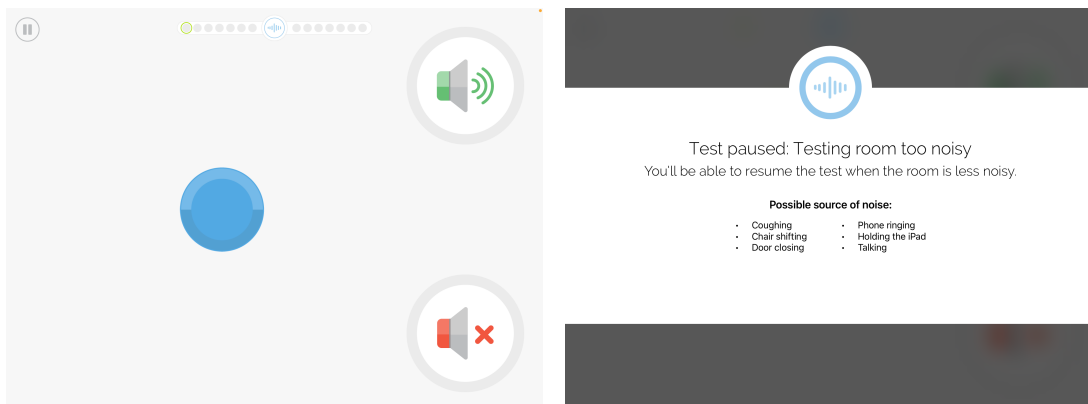 Test paused: Testing room too noisy
You'll be able to resume the test when the room is less noisy.
Possible source of noise:
• Coughing
• Chair shifting
• Door closing
• Phone ringing
• Holding the iPad
• Talking